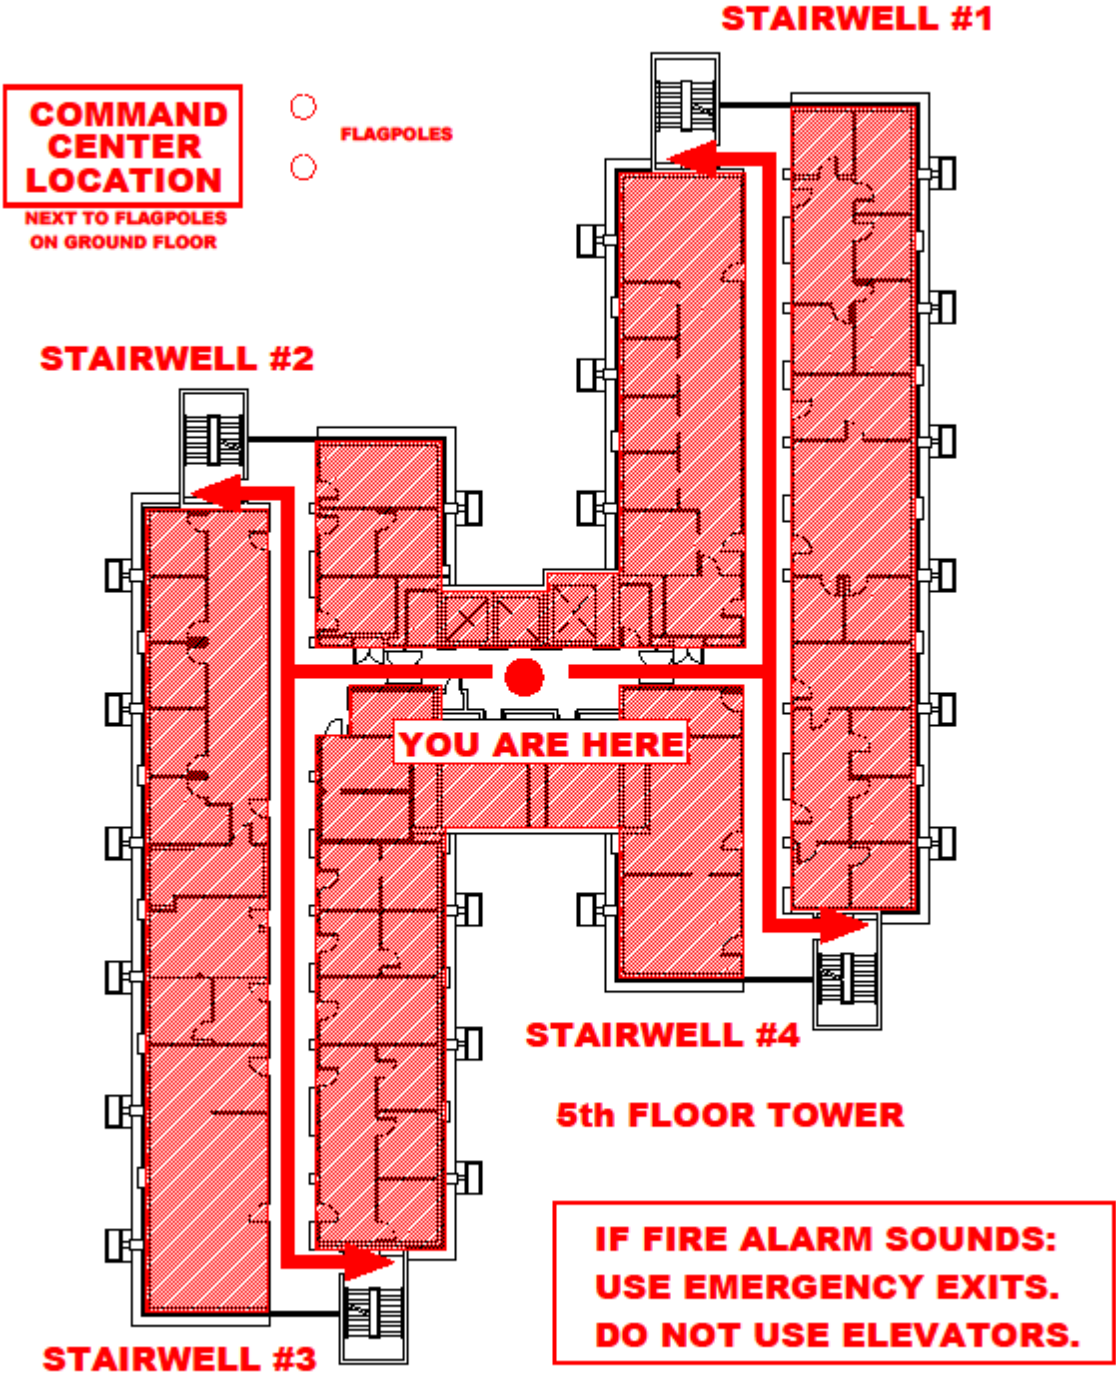 STAIRWELL #1
COMMAND
CENTER
LOCATION
NEXT TO FLAGPOLES
ON GROUND FLOOR
FLAGPOLES
STAIRWELL #2
YOU ARE HERE
STAIRWELL #4
5th FLOOR TOWER
IF FIRE ALARM SOUNDS:
USE EMERGENCY EXITS.
DO NOT USE ELEVATORS.
STAIRWELL #3